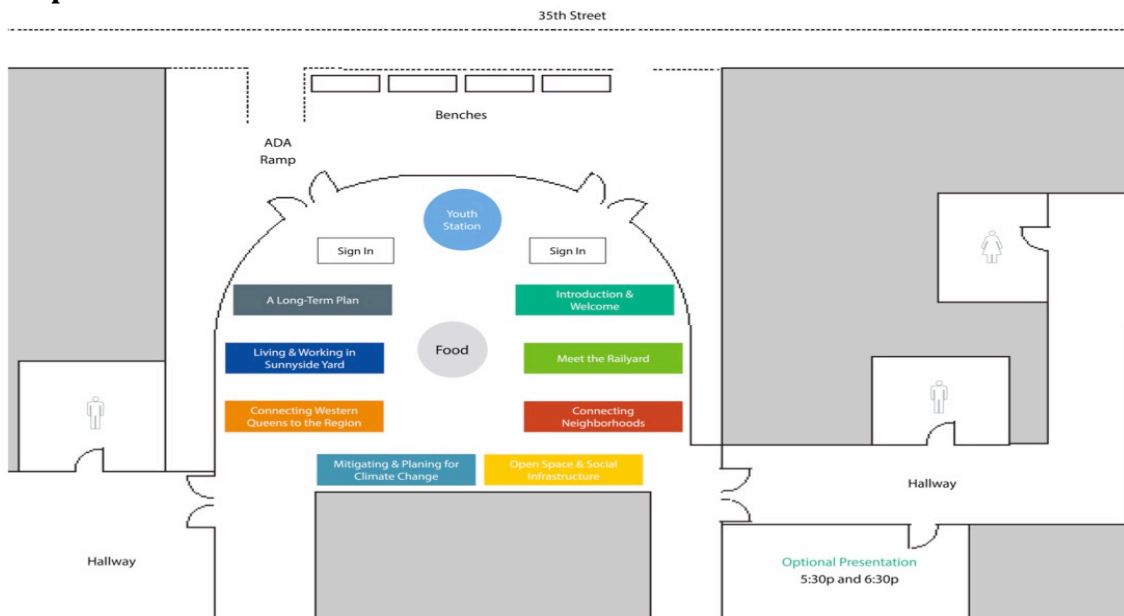 35th Street
Benches
ADA
Ramp
Youth
Station
Sign In
Sign In
A Long-Term Plan
Introduction &
Welcome
Living & Working in
Sunnyside Yard
Food
Meet the Railyard
Connecting Western
Queens to the Region
Connecting
Neighborhoods
Mitigating & Planing for
Climate Change
Open Space & Social
Infrastructure
Hallway
Hallway
Optional Presentation
5:30p and 6:30p